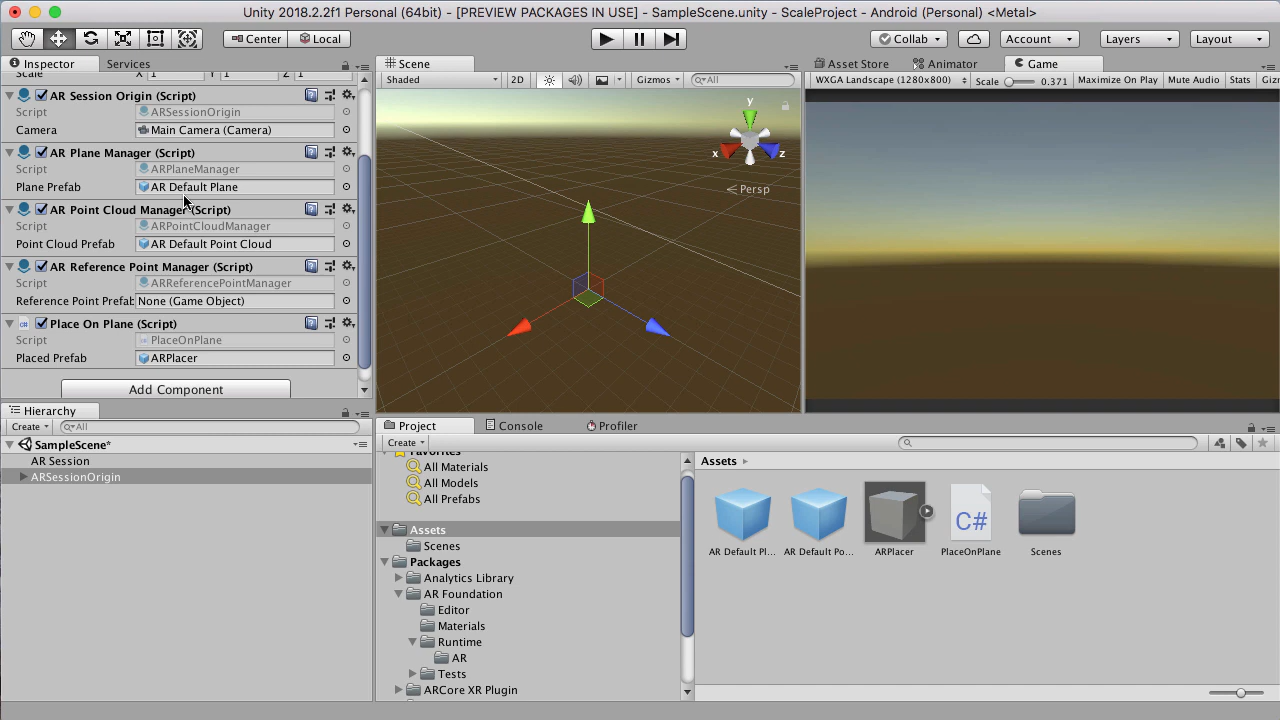 Unity 2018.2.2f1 Personal (64bit) - [PREVIEW PACKAGES IN USE] - SampleScene.unity - ScaleProject - Android (Personal) <Metal>
Center Local Collab Account Layers Layout
Inspector Services
Scale X 1 Y 1 Z 1
AR Session Origin (Script)
Script ARSessionOrigin
Camera Main Camera (Camera)
AR Plane Manager (Script)
Script ARPlaneManager
Plane Prefab AR Default Plane
AR Point Cloud Manager (Script)
Script ARPointCloudManager
Point Cloud Prefab AR Default Point Cloud
AR Reference Point Manager (Script)
Script ARReferencePointManager
Reference Point Prefab None (Game Object)
Place On Plane (Script)
Script PlaceOnPlane
Placed Prefab ARPlacer
Add Component
Hierarchy
Create All
SampleScene*
AR Session
ARSessionOrigin
Scene
Shaded 2D Gizmos All
y
x z
Persp
Asset Store Animator Game
WXGA Landscape (1280x800) Scale 0.371 Maximize On Play Mute Audio Stats Giz
Project Console Profiler
Create
Favorites
All Materials
All Models
All Prefabs
Assets
Scenes
Packages
Analytics Library
AR Foundation
Editor
Materials
Runtime
AR
Tests
ARCore XR Plugin
Assets
C#
AR Default Pl... AR Default Po... ARPlacer PlaceOnPlane Scenes